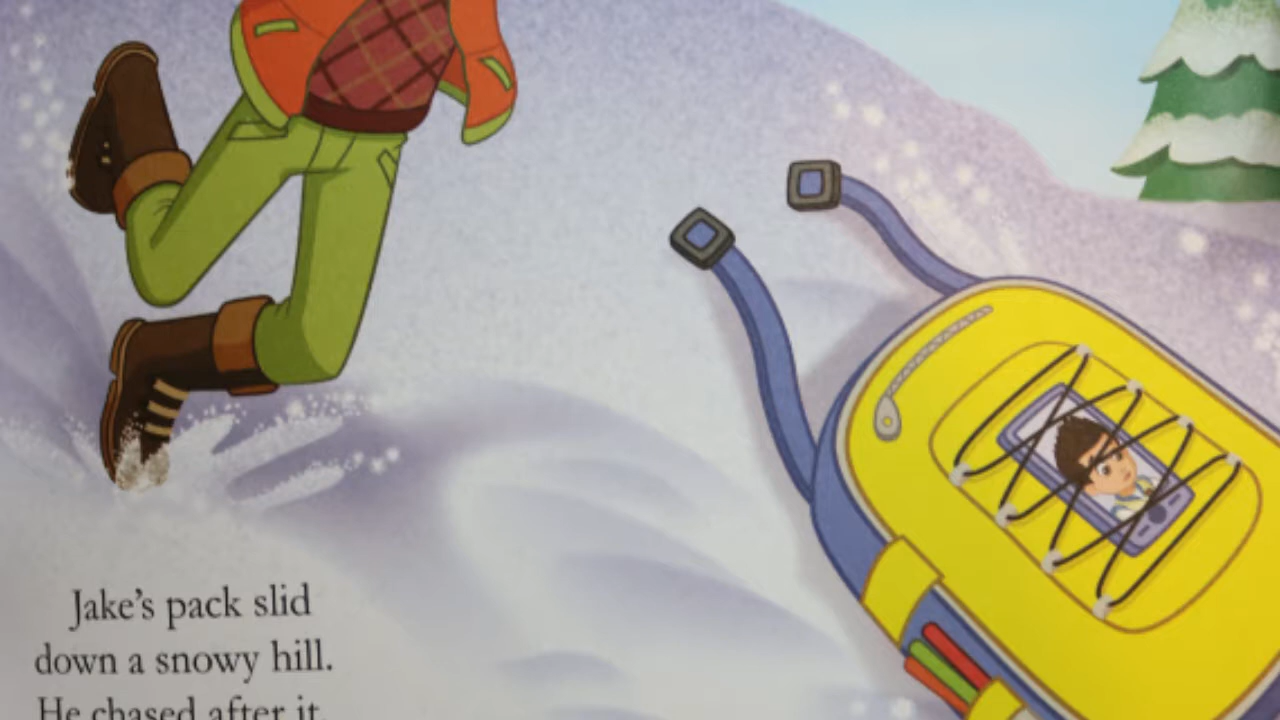 Jake's pack slid
down a snowy hill.
He chased after it.